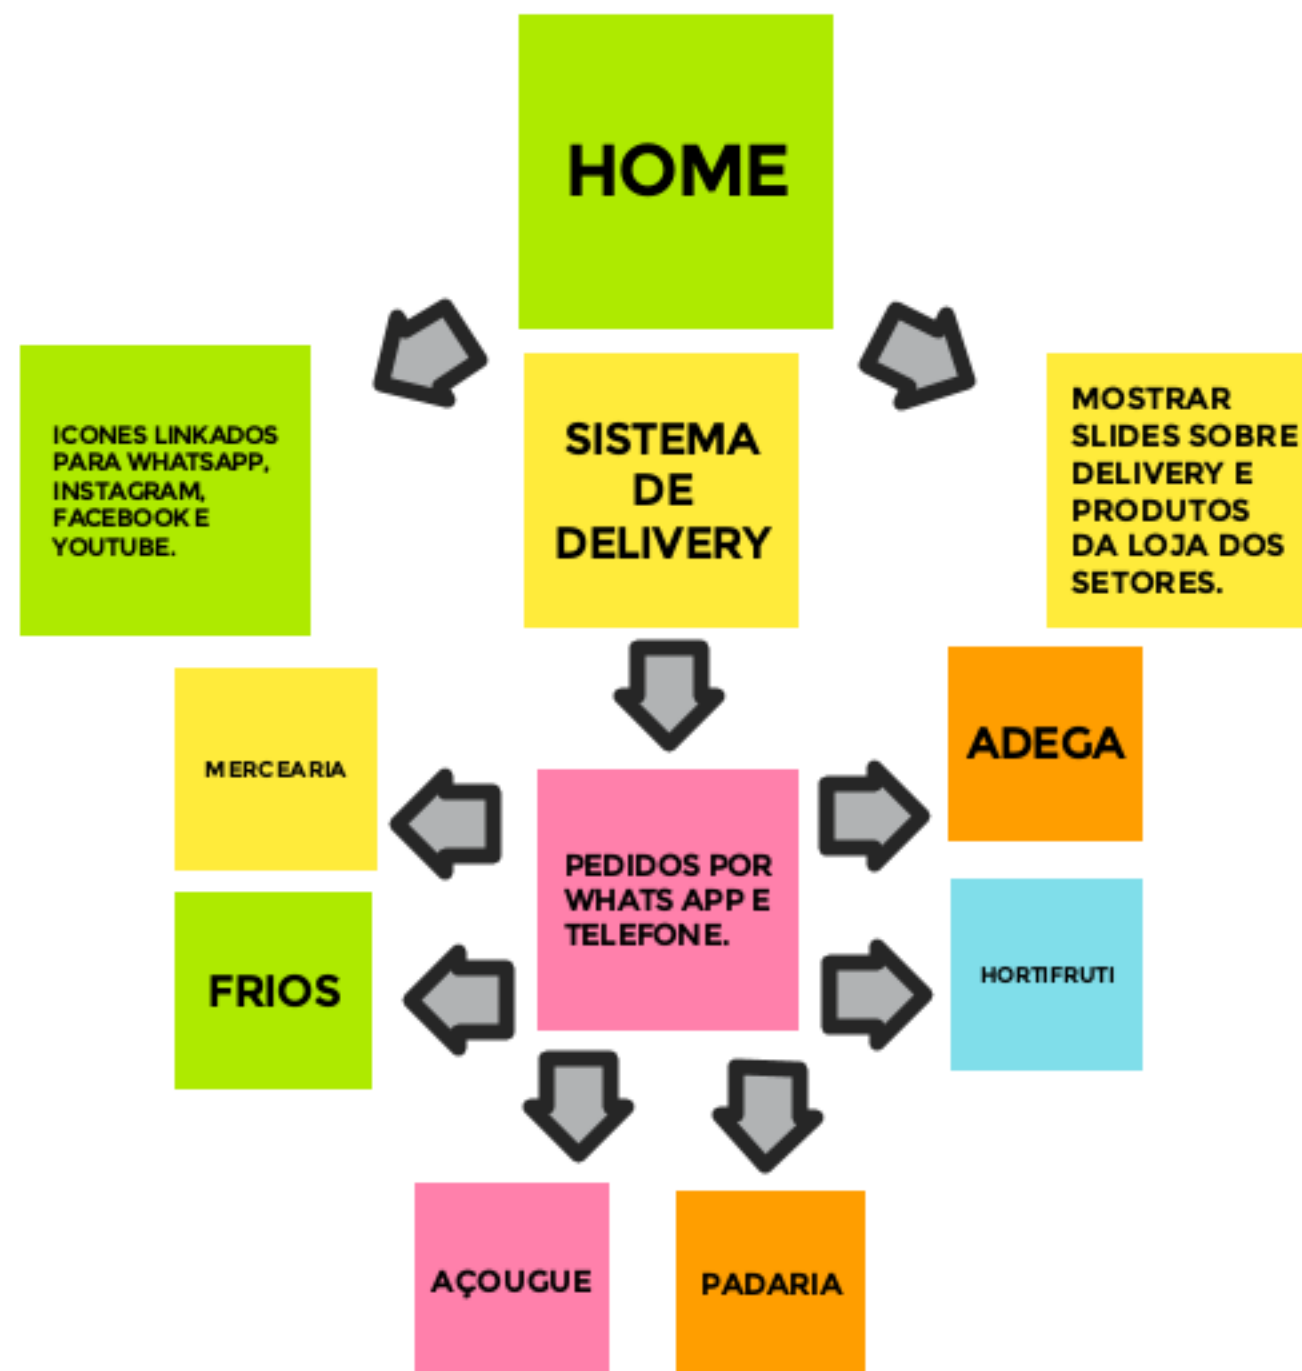 HOME
ICONES LINKADOS
PARA WHATSAPP,
INSTAGRAM,
FACEBOOK E
YOUTUBE.
SISTEMA
DE
DELIVERY
MOSTRAR
SLIDES SOBRE
DELIVERY E
PRODUTOS
DA LOJA DOS
SETORES.
MERCEARIA
ADEGA
PEDIDOS POR
WHATS APP E
TELEFONE.
FRIOS
HORTIFRUTI
AÇOUGUE
PADARIA